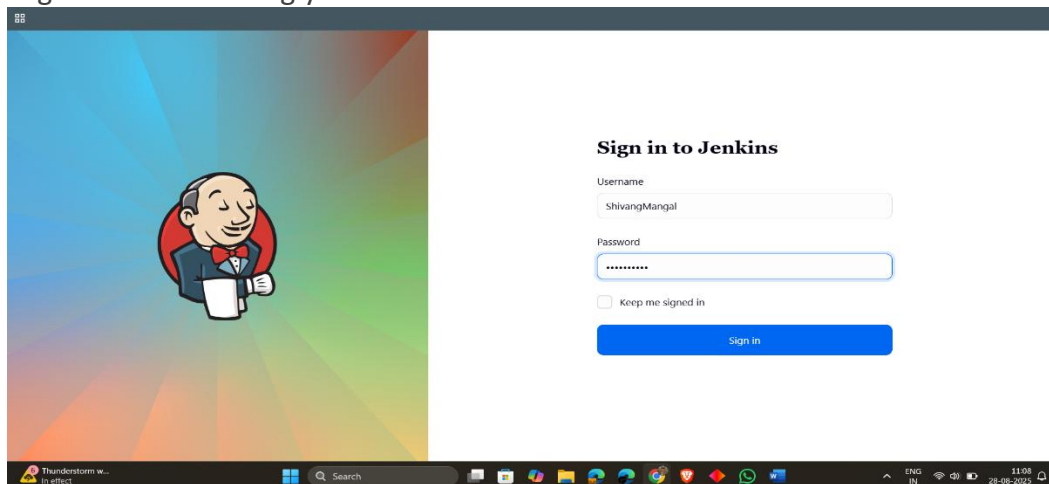 Sign in to Jenkins
Username
ShivangMangal
Password
••••••••••
Keep me signed in
Sign in
6
Thunderstorm w...
In effect
Search
ENG
IN
11:08
28-08-2025